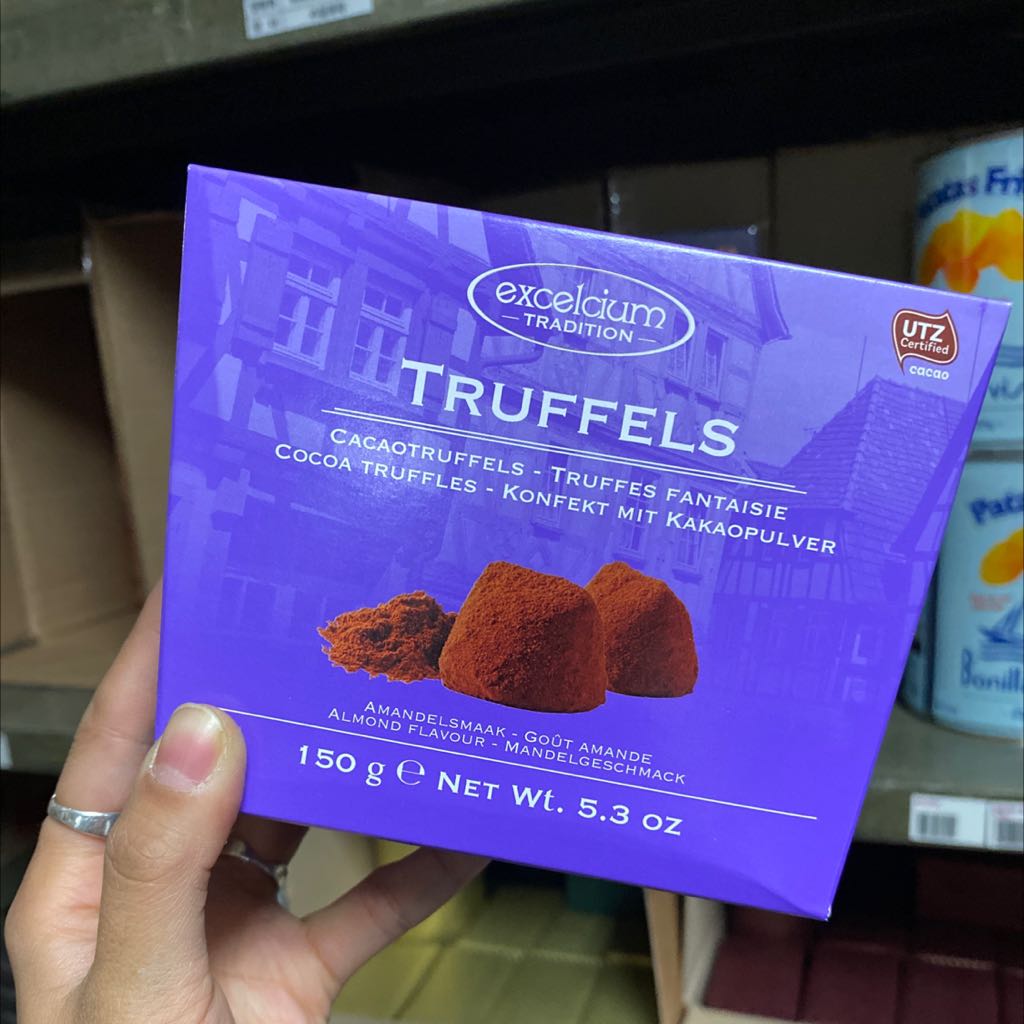 excelcium
TRADITION
UTZ
Certified
cacao
TRUFFELS
CACAOTRUFFELS - TRUFFES FANTAISIE
COCOA TRUFFLES - KONFEKT MIT KAKAOPULVER
AMANDELSMAAK - GOÛT AMANDE
ALMOND FLAVOUR - MANDELGESCHMACK
150 g ℮ NET Wt. 5.3 OZ